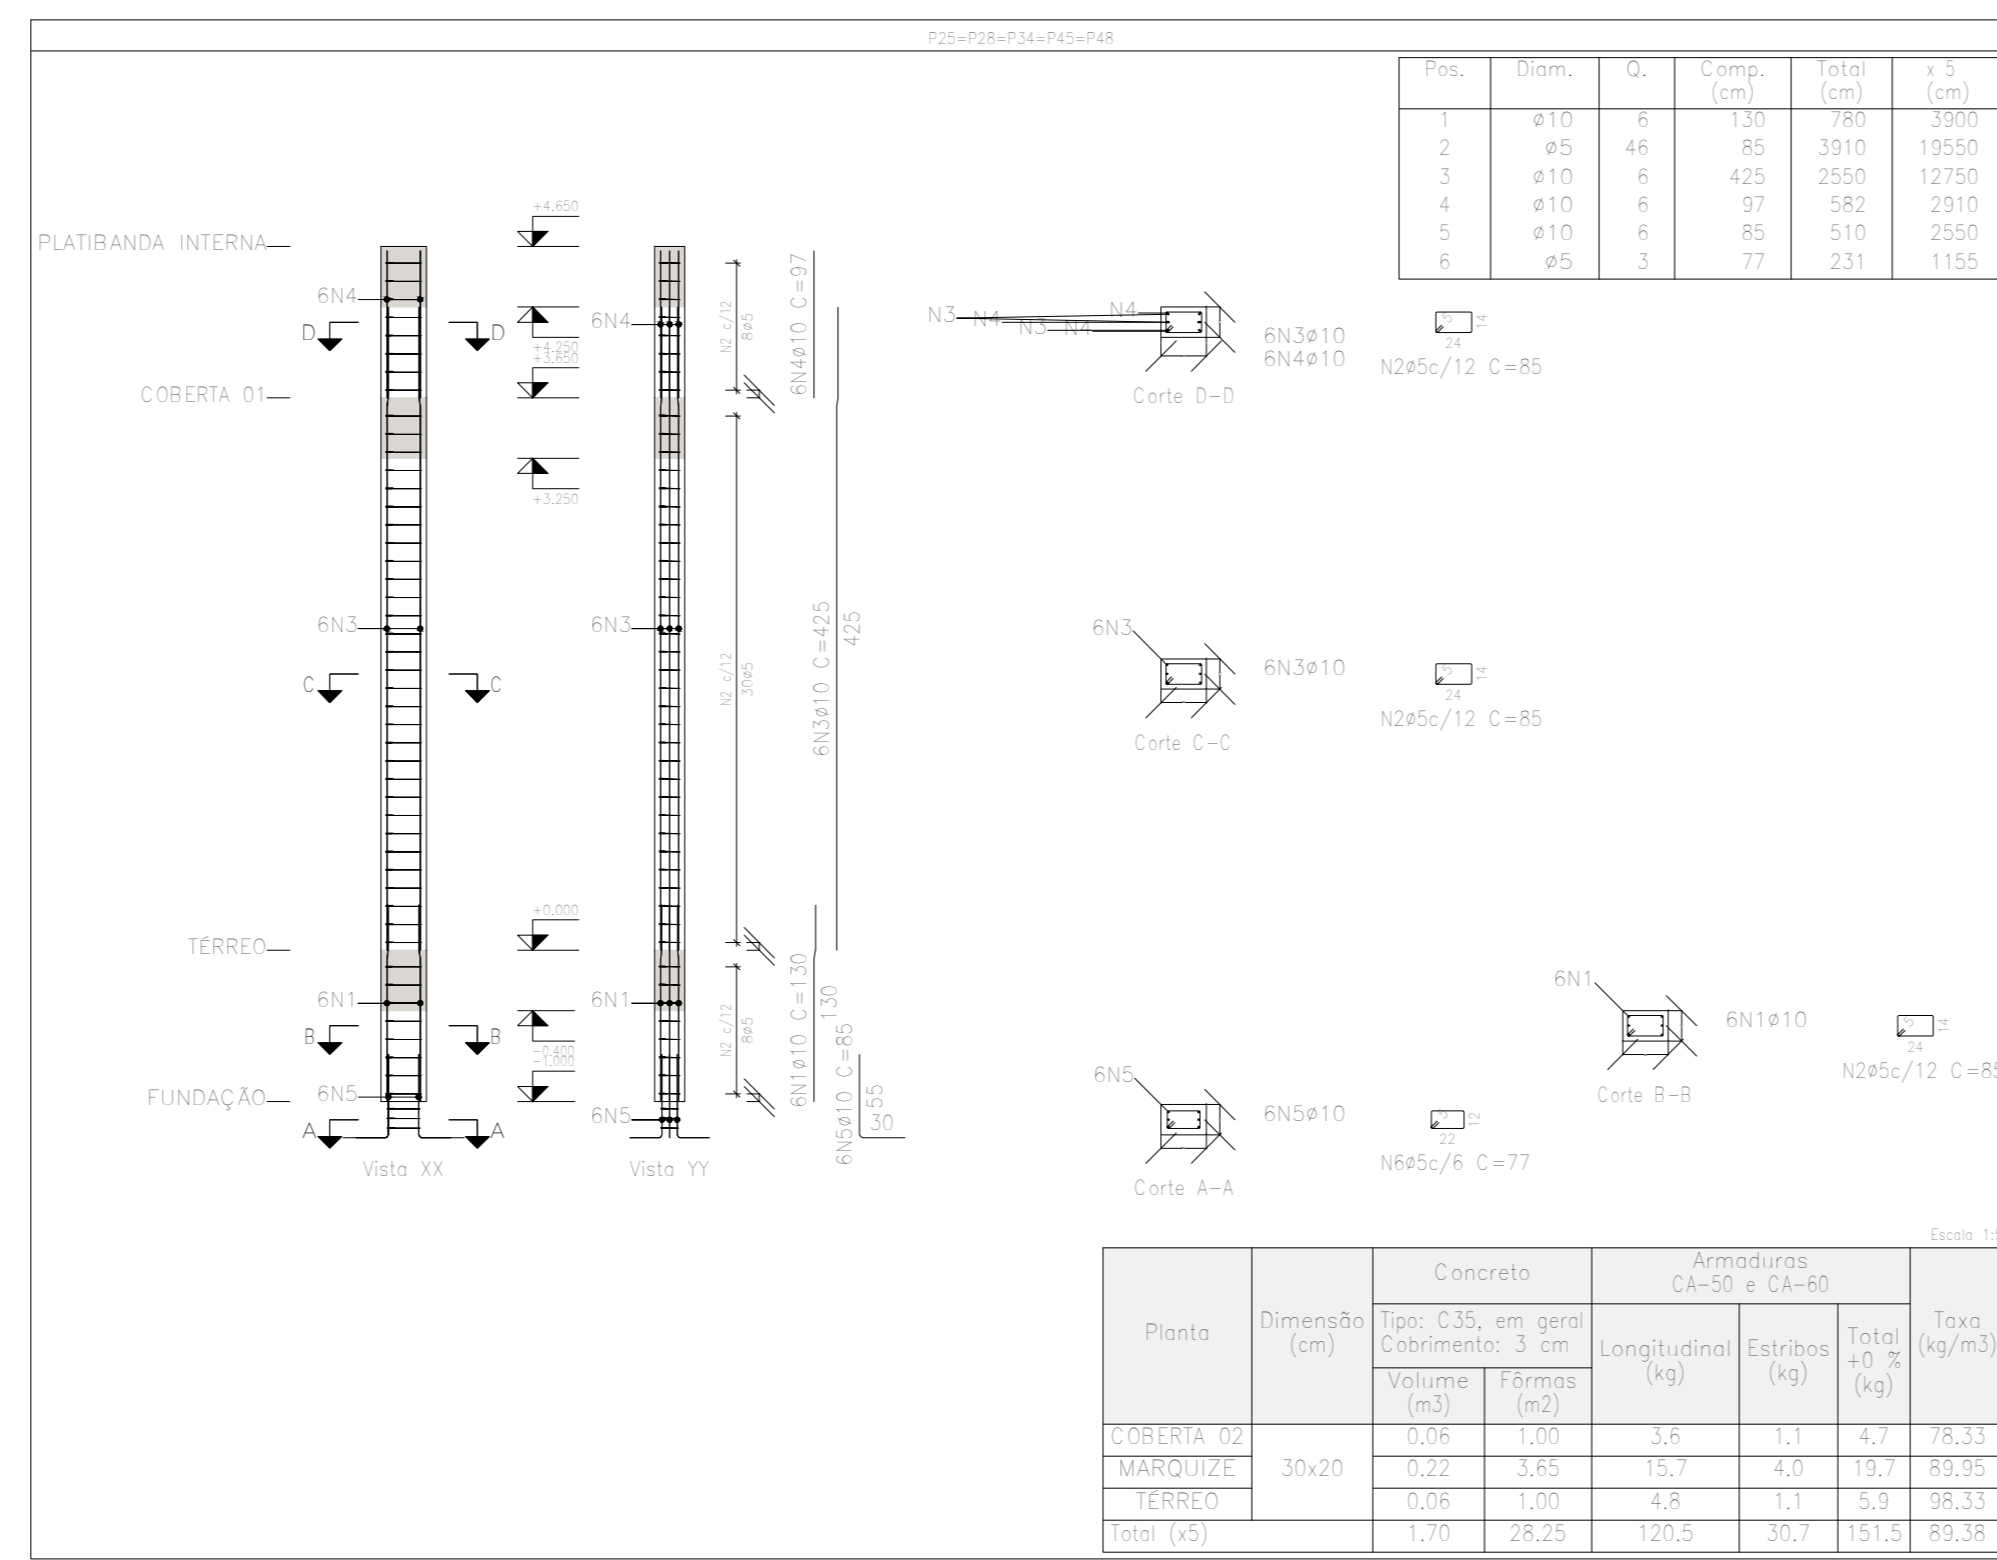 P25=P28=P34=P45=P48
Pos. Diam. Q. Comp. (cm) Total (cm) x 5 (cm)
1 ø10 6 130 780 3900
2 ø5 46 85 3910 19550
3 ø10 6 425 2550 12750
4 ø10 6 97 582 2910
5 ø10 6 85 510 2550
6 ø5 3 77 231 1155
PLATIBANDA INTERNA
COBERTA 01
TÉRREO
FUNDAÇÃO
6N4
D D
6N3
C C
6N1
B B
6N5
A A
Vista XX
+4.650
+4.250
+3.650
+3.250
+0.000
-0.400
-1.000
6N4
6N3
6N1
6N5
Vista YY
N2 c/12
8ø5
N2 c/12
30ø5
N2 c/12
8ø5
6N4ø10 C=97
6N3ø10 C=425
425
6N1ø10 C=130
130
6N5ø10 C=85
55
30
N3 N4 N3 N4 N4
6N3ø10
6N4ø10
Corte D-D
5
14
24
N2ø5c/12 C=85
6N3
6N3ø10
Corte C-C
5
14
24
N2ø5c/12 C=85
6N1
6N1ø10
Corte B-B
5
14
24
N2ø5c/12 C=85
6N5
6N5ø10
Corte A-A
5
12
22
N6ø5c/6 C=77
Escala 1:5
Planta
Dimensão (cm)
Concreto
Tipo: C35, em geral
Cobrimento: 3 cm
Volume (m3)
Fôrmas (m2)
Armaduras
CA-50 e CA-60
Longitudinal (kg)
Estribos (kg)
Total +0 % (kg)
Taxa (kg/m3)
COBERTA 02 0.06 1.00 3.6 1.1 4.7 78.33
MARQUIZE 30x20 0.22 3.65 15.7 4.0 19.7 89.95
TÉRREO 0.06 1.00 4.8 1.1 5.9 98.33
Total (x5) 1.70 28.25 120.5 30.7 151.5 89.38